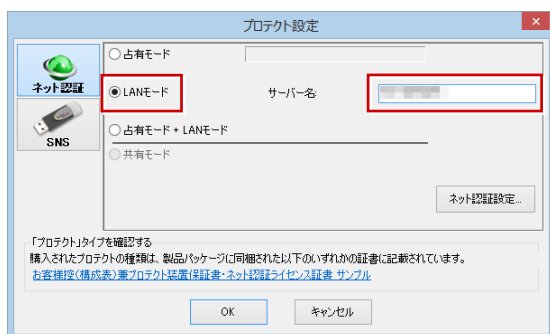 プロテクト設定
ネット認証
SNS
占有モード
LANモード サーバー名:
占有モード + LANモード
共有モード
ネット認証設定...
「プロテクト」タイプを確認する
購入されたプロテクトの種類は、製品パッケージに同梱された以下のいずれかの証書に記載されています。
お客様控(構成表)兼プロテクト装置保証書・ネット認証ライセンス証書 サンプル
OK キャンセル